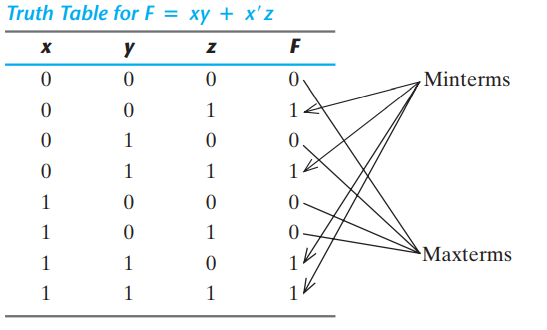 Truth Table for F = xy + x'z
x y z F
0 0 0 0 Minterms
0 0 1 1
0 1 0 0
0 1 1 1
1 0 0 0
1 0 1 0
1 1 0 1 Maxterms
1 1 1 1